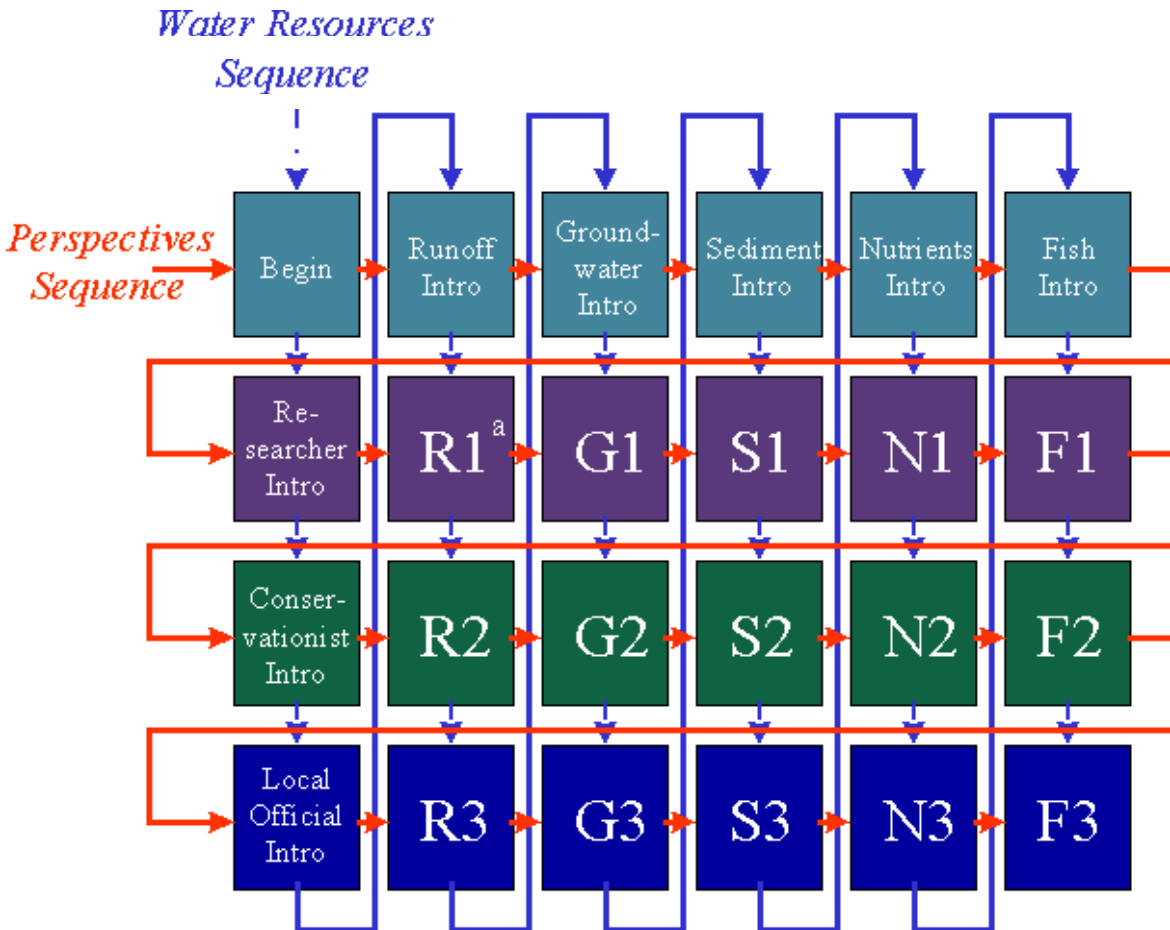 Water Resources
Sequence
Perspectives
Sequence
Begin
Runoff
Intro
Ground-
water
Intro
Sediment
Intro
Nutrients
Intro
Fish
Intro
Re-
searcher
Intro
R1a
G1
S1
N1
F1
Conser-
vationist
Intro
R2
G2
S2
N2
F2
Local
Official
Intro
R3
G3
S3
N3
F3